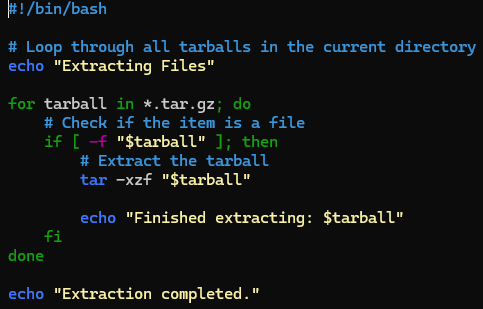 #!/bin/bash

# Loop through all tarballs in the current directory
echo "Extracting Files"

for tarball in *.tar.gz; do
    # Check if the item is a file
    if [ -f "$tarball" ]; then
        # Extract the tarball
        tar -xzf "$tarball"

        echo "Finished extracting: $tarball"
    fi
done

echo "Extraction completed."